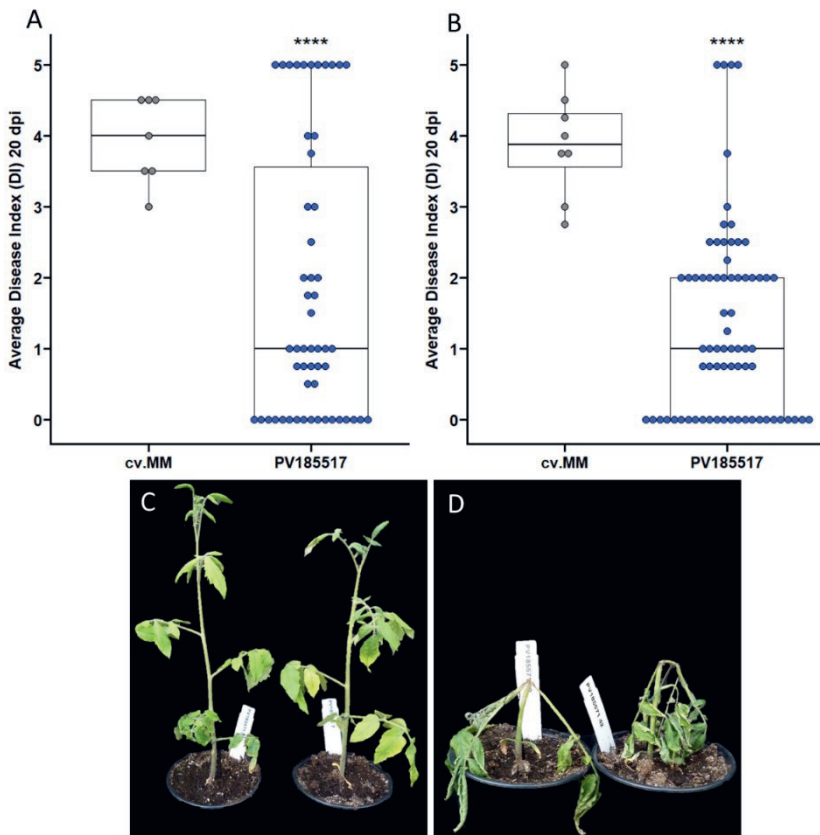 A
B
****
****
Average Disease Index (DI) 20 dpi
Average Disease Index (DI) 20 dpi
5
4
3
2
1
0
5
4
3
2
1
0
cv.MM
PV185517
cv.MM
PV185517
C
D